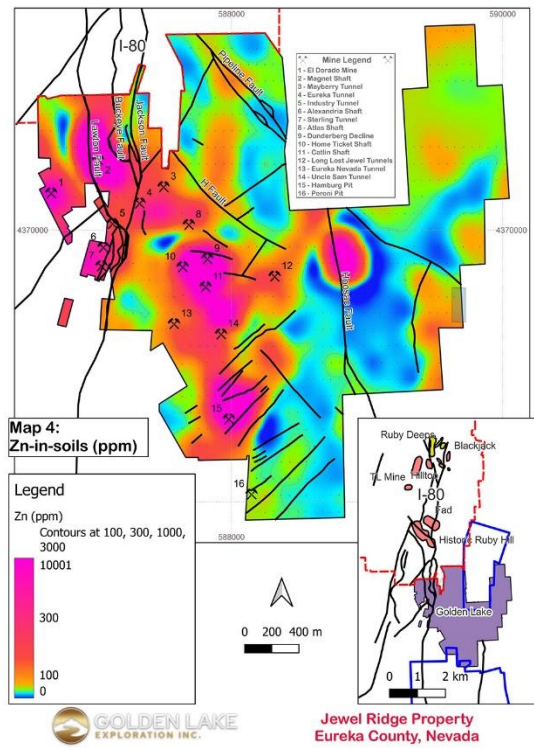 588000
590000
I-80
Pipeline Fault
Mine Legend
1 - El Dorado Mine
2 - Magnet Shaft
3 - Mayberry Tunnel
4 - Eureka Tunnel
5 - Industry Tunnel
6 - Alexandria Shaft
7 - Sterling Tunnel
8 - Atlas Shaft
9 - Dunderberg Decline
10 - Home Ticket Shaft
11 - Catlin Shaft
12 - Long Lost Jewel Tunnels
13 - Eureka Nevada Tunnel
14 - Uncle Sam Tunnel
15 - Hamburg Pit
16 - Peroni Pit
Lawton Fault
Buckeye Fault
Jackson Fault
H Fault
Hoosac Fault
1
2
3
4
5
6
7
8
9
10
11
12
13
14
15
16
4370000
4370000
Map 4:
Zn-in-soils (ppm)
Legend
Zn (ppm)
Contours at 100, 300, 1000,
3000
10001
300
100
0
588000
0 200 400 m
Ruby Deeps
Blackjack
TL Mine
Hilltop
I-80
Fad
Historic Ruby Hill
Golden Lake
0 1 2 km
GOLDEN LAKE
EXPLORATION INC.
Jewel Ridge Property
Eureka County, Nevada